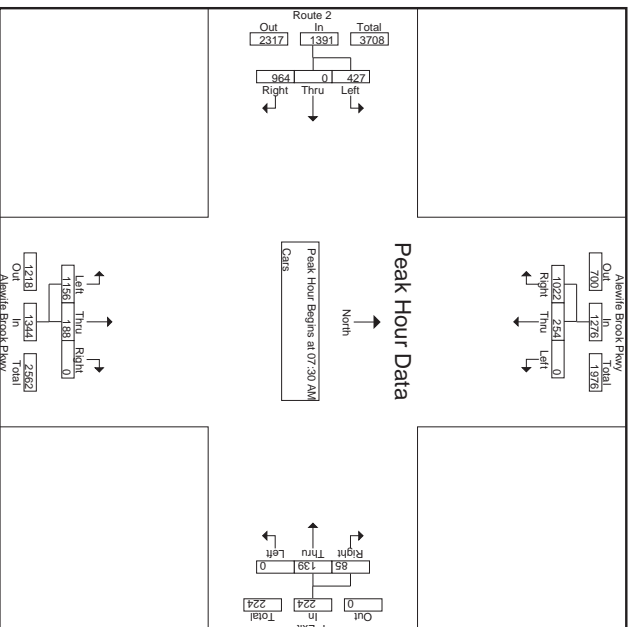 Route 2
Out In Total
2317 1391 3708
964 0 427
Right Thru Left
Alewife Brook Pkwy
Out In Total
700 1276 1976
1022 254 0
Right Thru Left
Peak Hour Data
North
Peak Hour Begins at 07:30 AM
Cars
Left Thru Right
1156 188 0
Out In Total
1218 1344 2562
Alewife Brook Pkwy
Left Thru Right
0 139 85
Total In Out
224 224 0
Exit